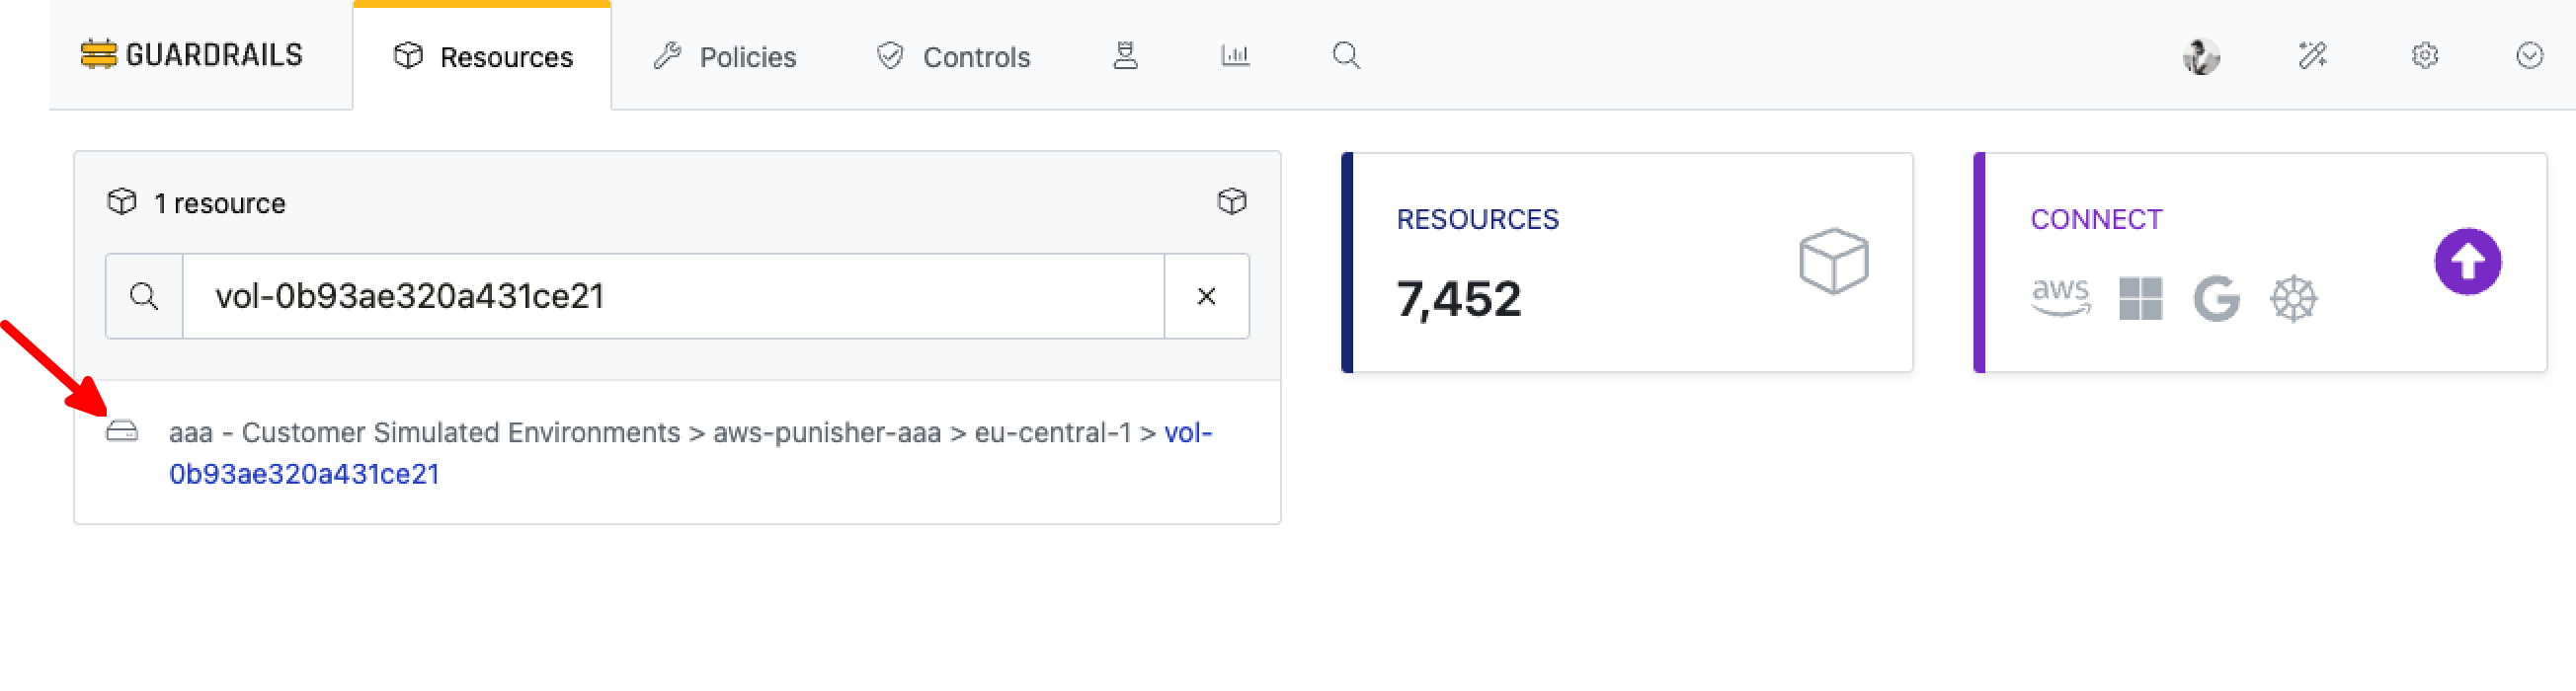 GUARDRAILS Resources Policies Controls
1 resource
vol-0b93ae320a431ce21
aaa - Customer Simulated Environments > aws-punisher-aaa > eu-central-1 > vol-
0b93ae320a431ce21
RESOURCES
7,452
CONNECT
aws G